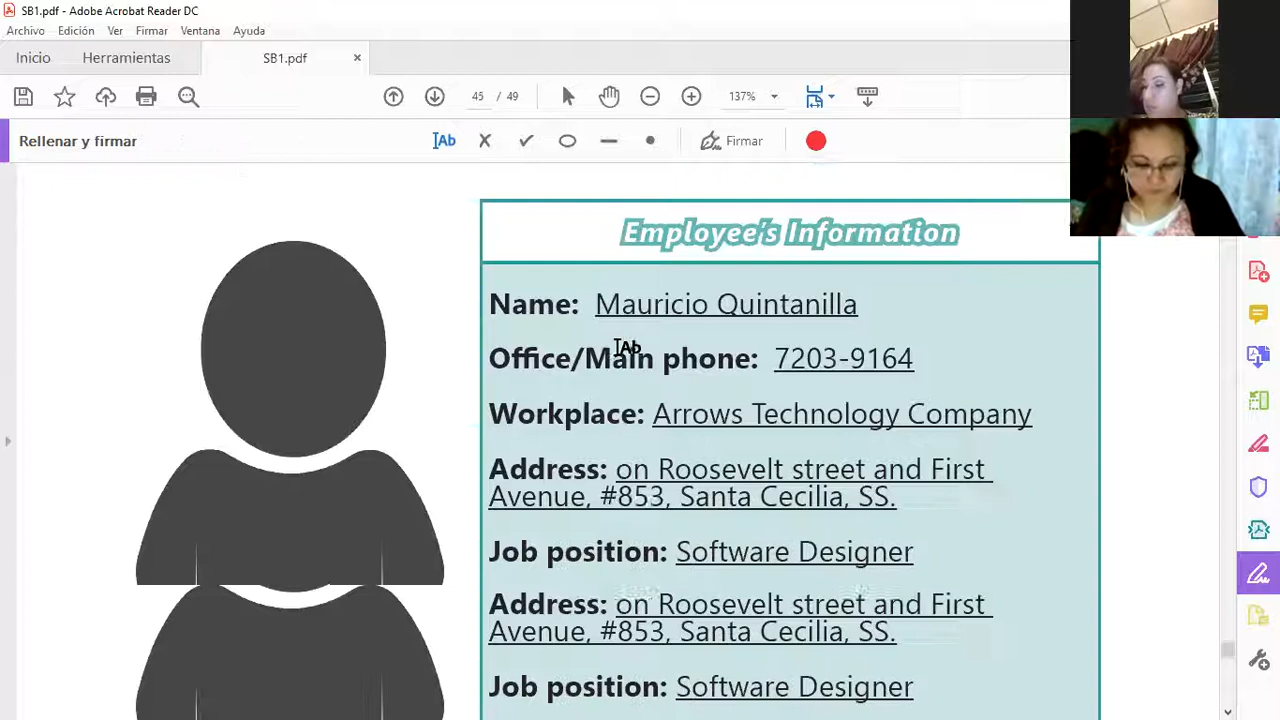 SB1.pdf - Adobe Acrobat Reader DC
Archivo Edición Ver Firmar Ventana Ayuda
Inicio Herramientas SB1.pdf
45 / 49 137%
Rellenar y firmar Ab Firmar
Employee's Information
Name: Mauricio Quintanilla
Ab
Office/Main phone: 7203-9164
Workplace: Arrows Technology Company
Address: on Roosevelt street and First
Avenue, #853, Santa Cecilia, SS.
Job position: Software Designer
Address: on Roosevelt street and First
Avenue, #853, Santa Cecilia, SS.
Job position: Software Designer